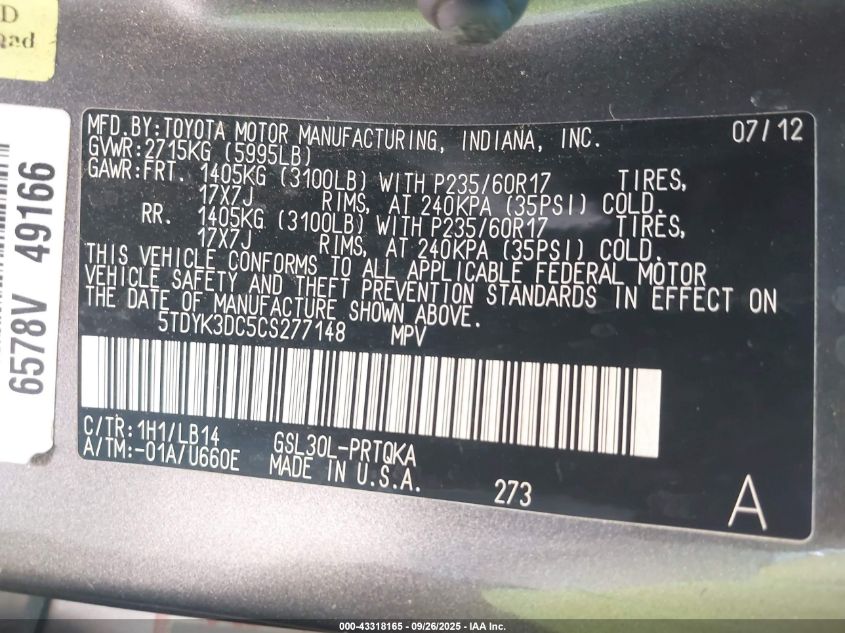 D
Qad
6578V 49166
MFD.BY:TOYOTA MOTOR MANUFACTURING, INDIANA, INC. 07/12
GVWR:2715KG (5995LB)
GAWR:FRT. 1405KG (3100LB) WITH P235/60R17 TIRES,
17X7J RIMS, AT 240KPA (35PSI) COLD.
RR. 1405KG (3100LB) WITH P235/60R17 TIRES,
17X7J RIMS, AT 240KPA (35PSI) COLD.
THIS VEHICLE CONFORMS TO ALL APPLICABLE FEDERAL MOTOR
VEHICLE SAFETY AND THEFT PREVENTION STANDARDS IN EFFECT ON
THE DATE OF MANUFACTURE SHOWN ABOVE.
5TDYK3DC5CS277148 MPV
C/TR:1H1/LB14 GSL30L-PRTQKA
A/TM:-01A/U660E MADE IN U.S.A.
273 A
000-43318165 - 09/26/2025 - IAA Inc.